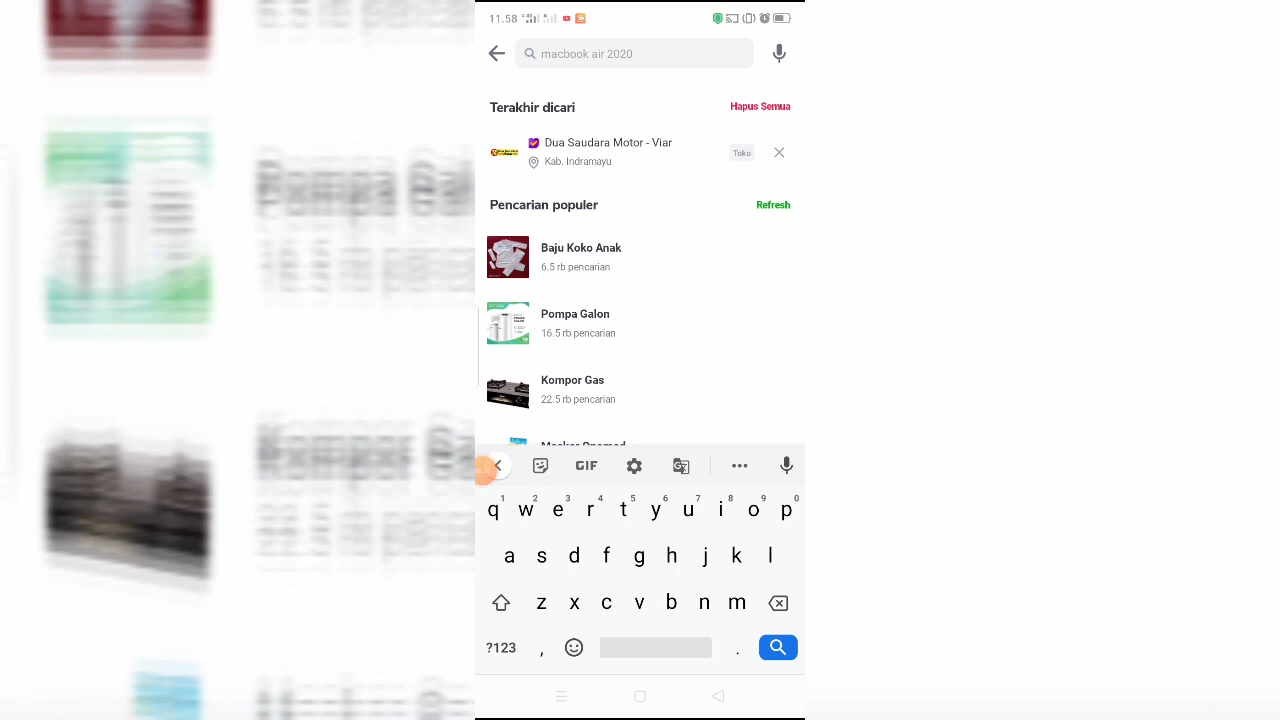 11.58
macbook air 2020
Terakhir dicari
Hapus Semua
Dua Saudara Motor - Viar
Kab. Indramayu
Toko
Pencarian populer
Refresh
Baju Koko Anak
6.5 rb pencarian
Pompa Galon
16.5 rb pencarian
Kompor Gas
22.5 rb pencarian
GIF
1 2 3 4 5 6 7 8 9 0
q w e r t y u i o p
a s d f g h j k l
z x c v b n m
?123 , .